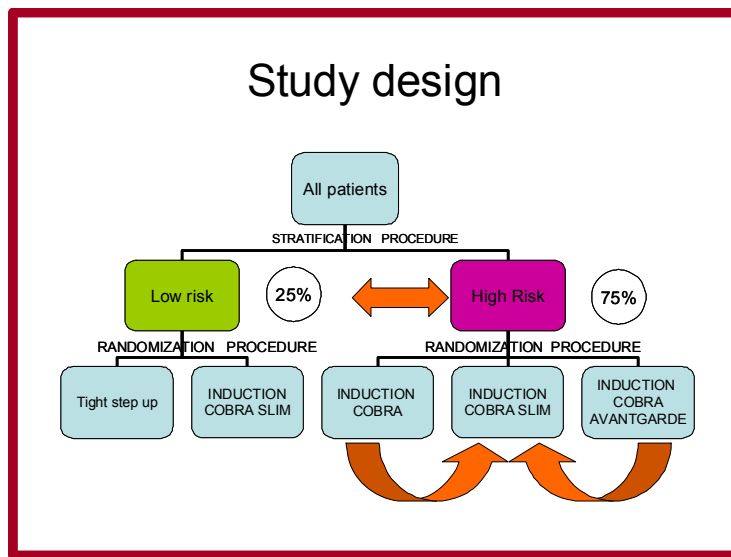 Study design
All patients
STRATIFICATION PROCEDURE
Low risk
25%
High Risk
75%
RANDOMIZATION PROCEDURE
RANDOMIZATION PROCEDURE
Tight step up
INDUCTION
COBRA SLIM
INDUCTION
COBRA
INDUCTION
COBRA SLIM
INDUCTION
COBRA
AVANTGARDE